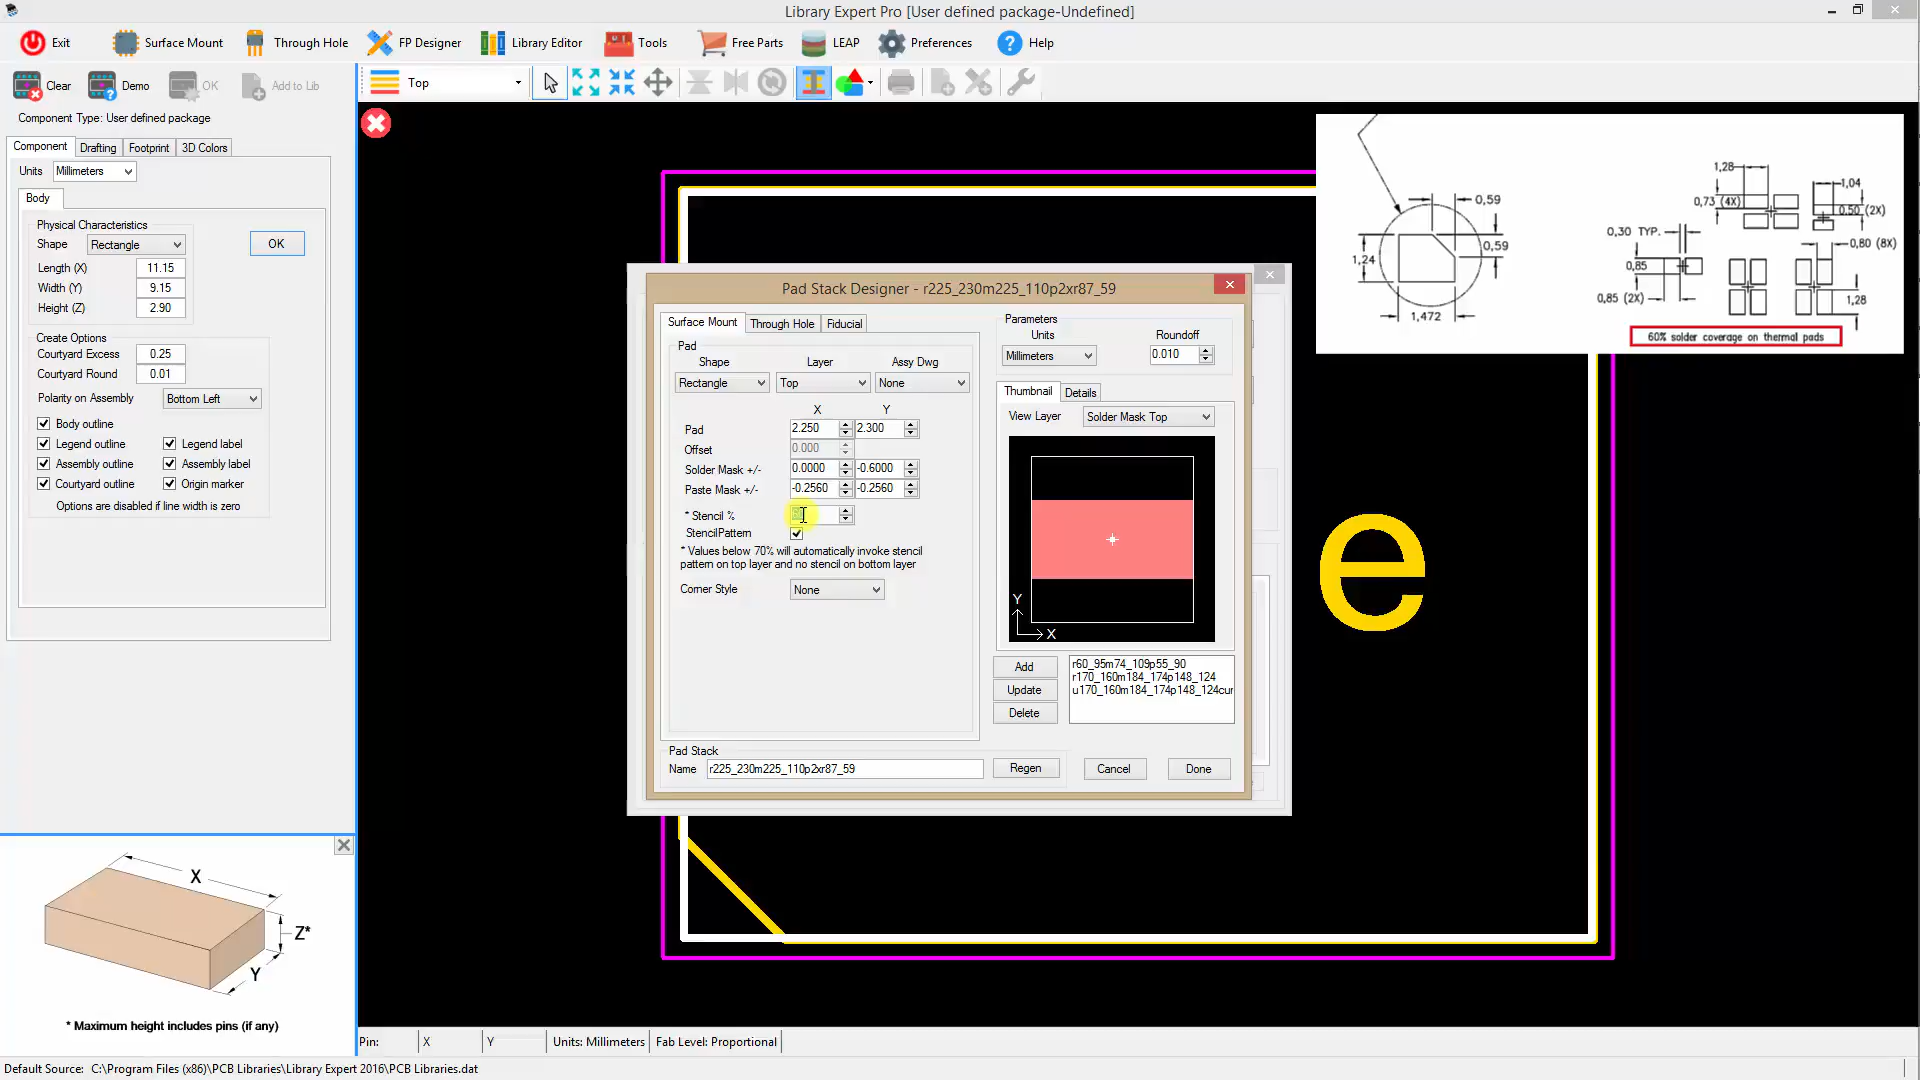 Library Expert Pro [User defined package-Undefined]
Exit Surface Mount Through Hole FP Designer Library Editor Tools Free Parts LEAP Preferences ? Help
Clear Demo OK Add to Lib Top
Component Type: User defined package
Component Drafting Footprint 3D Colors
Units Millimeters
Body
Physical Characteristics
Shape Rectangle OK
Length (X) 11.15
Width (Y) 9.15
Height (Z) 2.90
Create Options
Courtyard Excess 0.25
Courtyard Round 0.01
Polarity on Assembly Bottom Left
Body outline
Legend outline Legend label
Assembly outline Assembly label
Courtyard outline Origin marker
Options are disabled if line width is zero
X
Z*
Y
* Maximum height includes pins (if any)
Pad Stack Designer - r225_230m225_110p2xr87_59
Surface Mount Through Hole Fiducial
Pad
Shape Layer Assy Dwg
Rectangle Top None
X Y
Pad 2.250 2.300
Offset 0.000
Solder Mask +/- 0.0000 -0.6000
Paste Mask +/- -0.2560 -0.2560
* Stencil %
StencilPattern
* Values below 70% will automatically invoke stencil
pattern on top layer and no stencil on bottom layer
Corner Style None
Parameters
Units Roundoff
Millimeters 0.010
Thumbnail Details
View Layer Solder Mask Top
Y
X
Add
Update
Delete
r60_95m74_109p55_90
r170_160m184_174p148_124
u170_160m184_174p148_124cur
Pad Stack
Name r225_230m225_110p2xr87_59 Regen Cancel Done
e
0,59
0,59
1,24
1,472
1,28
1,04
0,73 (4X)
0,50 (2X)
0,30 TYP.
0,80 (8X)
0,85
0,85 (2X)
1,28
60% solder coverage on thermal pads
Pin: X Y Units: Millimeters Fab Level: Proportional
Default Source: C:\Program Files (x86)\PCB Libraries\Library Expert 2016\PCB Libraries.dat